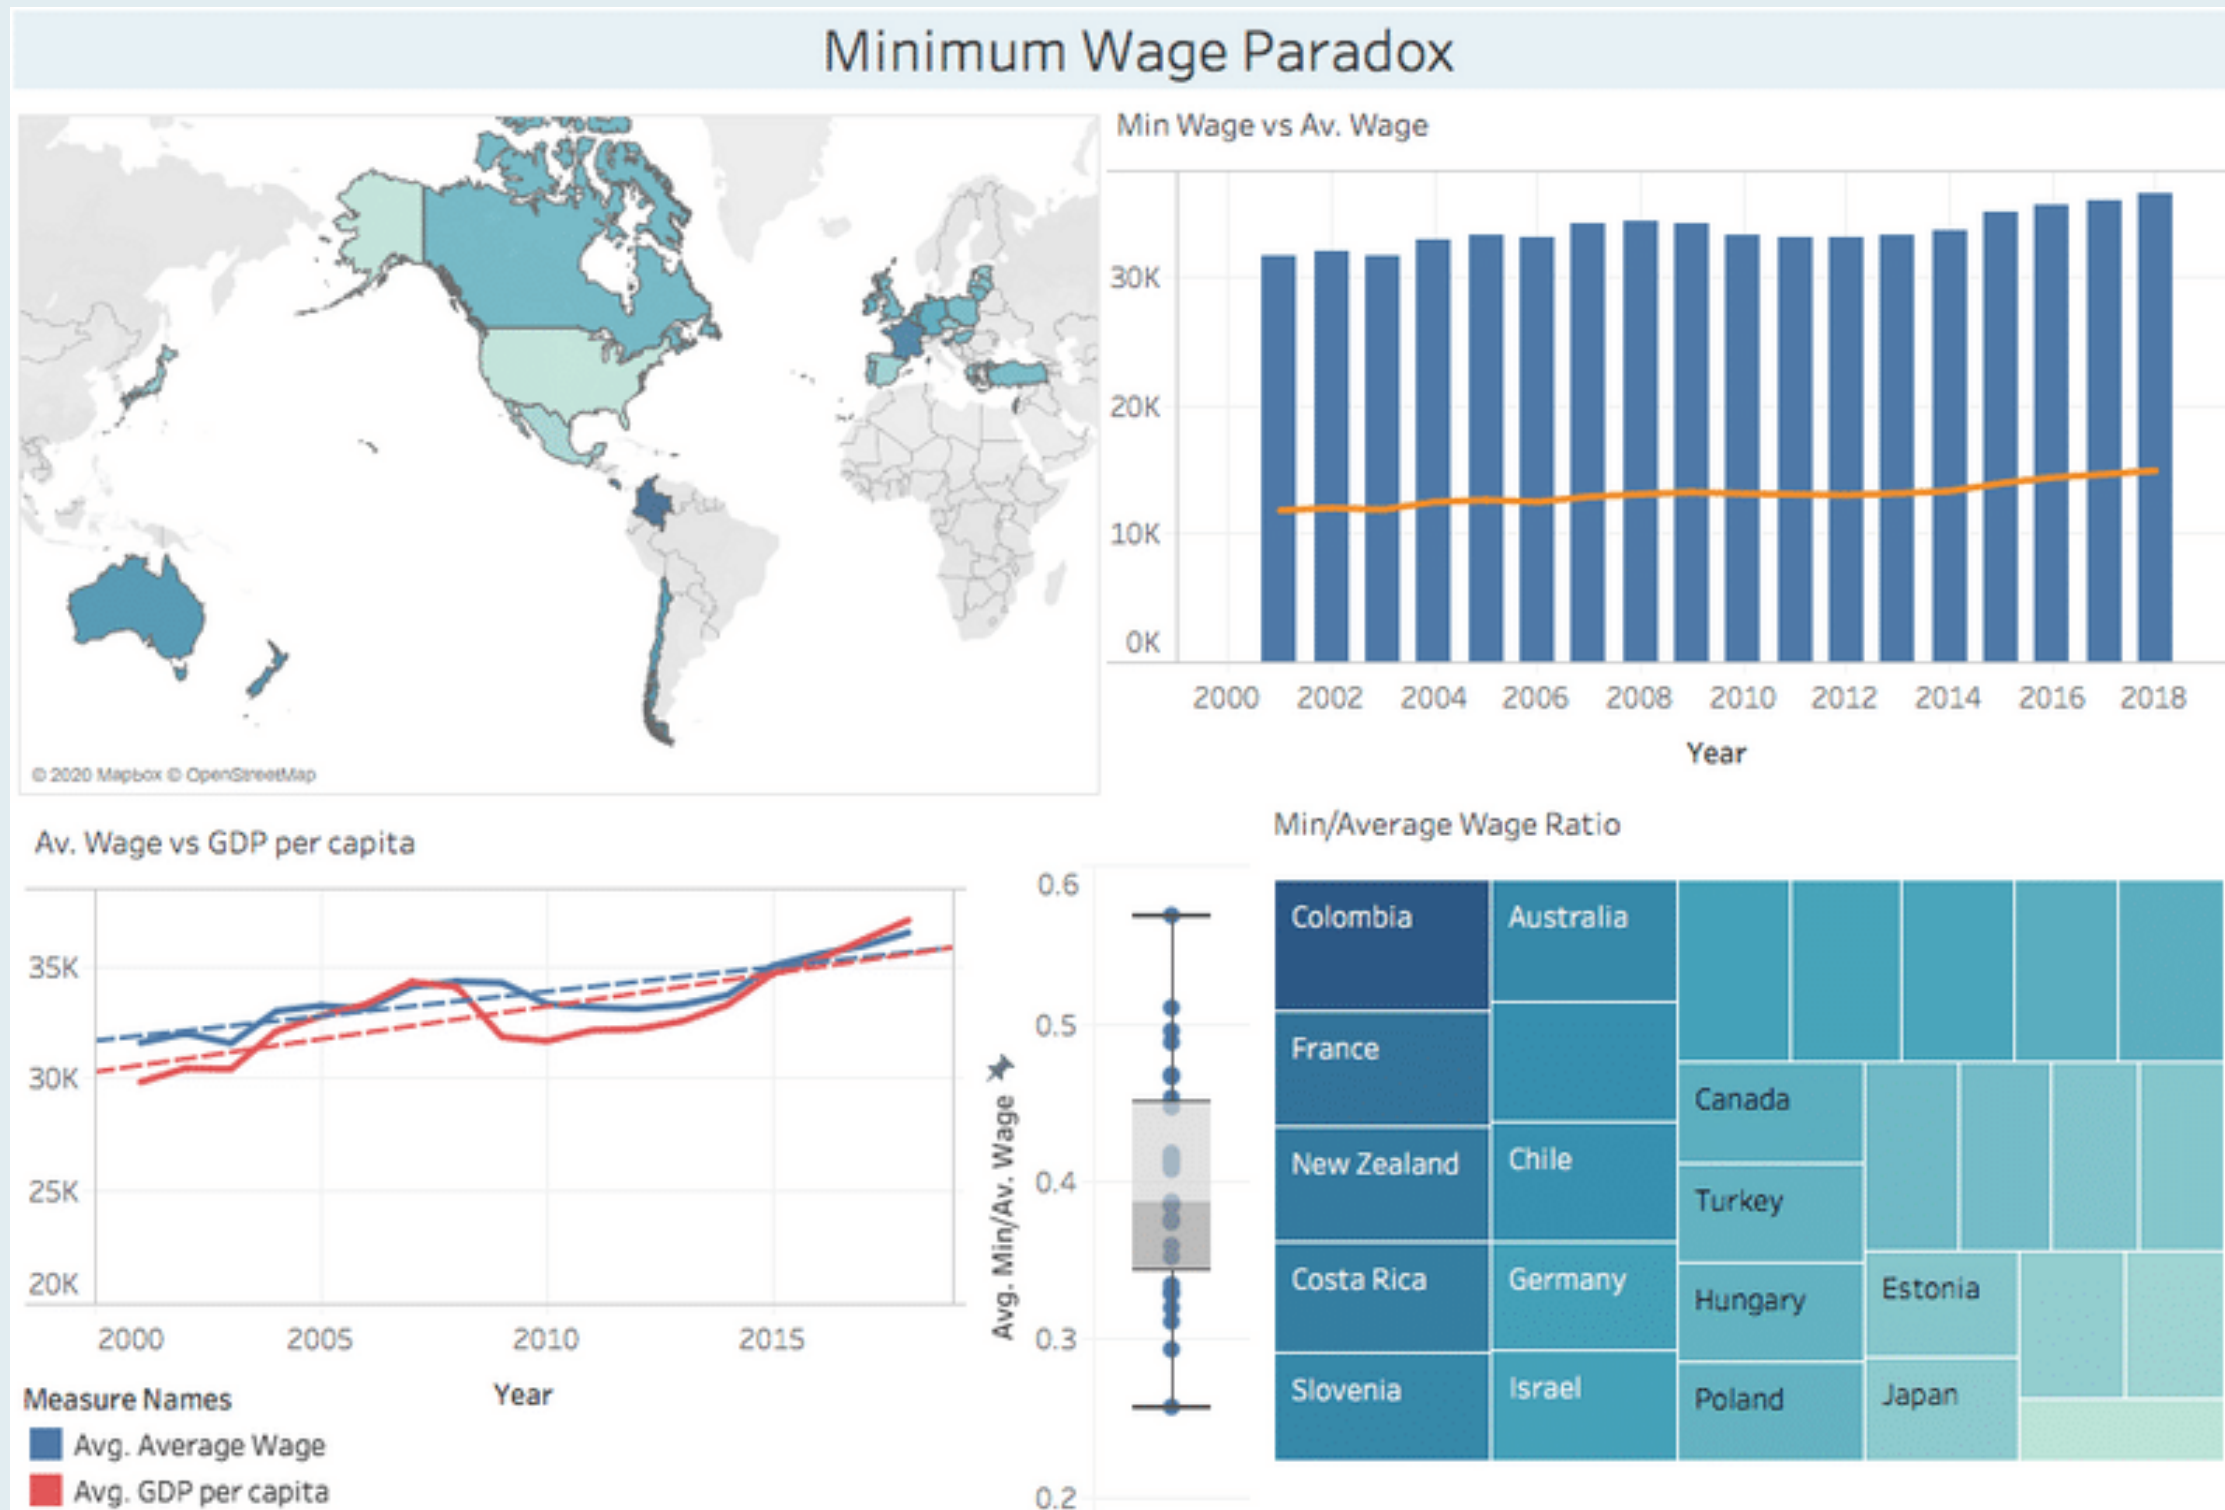 Minimum Wage Paradox
© 2020 Mapbox © OpenStreetMap
Min Wage vs Av. Wage
30K
20K
10K
0K
2000 2002 2004 2006 2008 2010 2012 2014 2016 2018
Year
Av. Wage vs GDP per capita
35K
30K
25K
20K
2000 2005 2010 2015
Year
Measure Names
Avg. Average Wage
Avg. GDP per capita
Avg. Min/Av. Wage
0.6
0.5
0.4
0.3
0.2
Min/Average Wage Ratio
Colombia
France
New Zealand
Costa Rica
Slovenia
Australia
Chile
Germany
Israel
Canada
Turkey
Hungary
Poland
Estonia
Japan